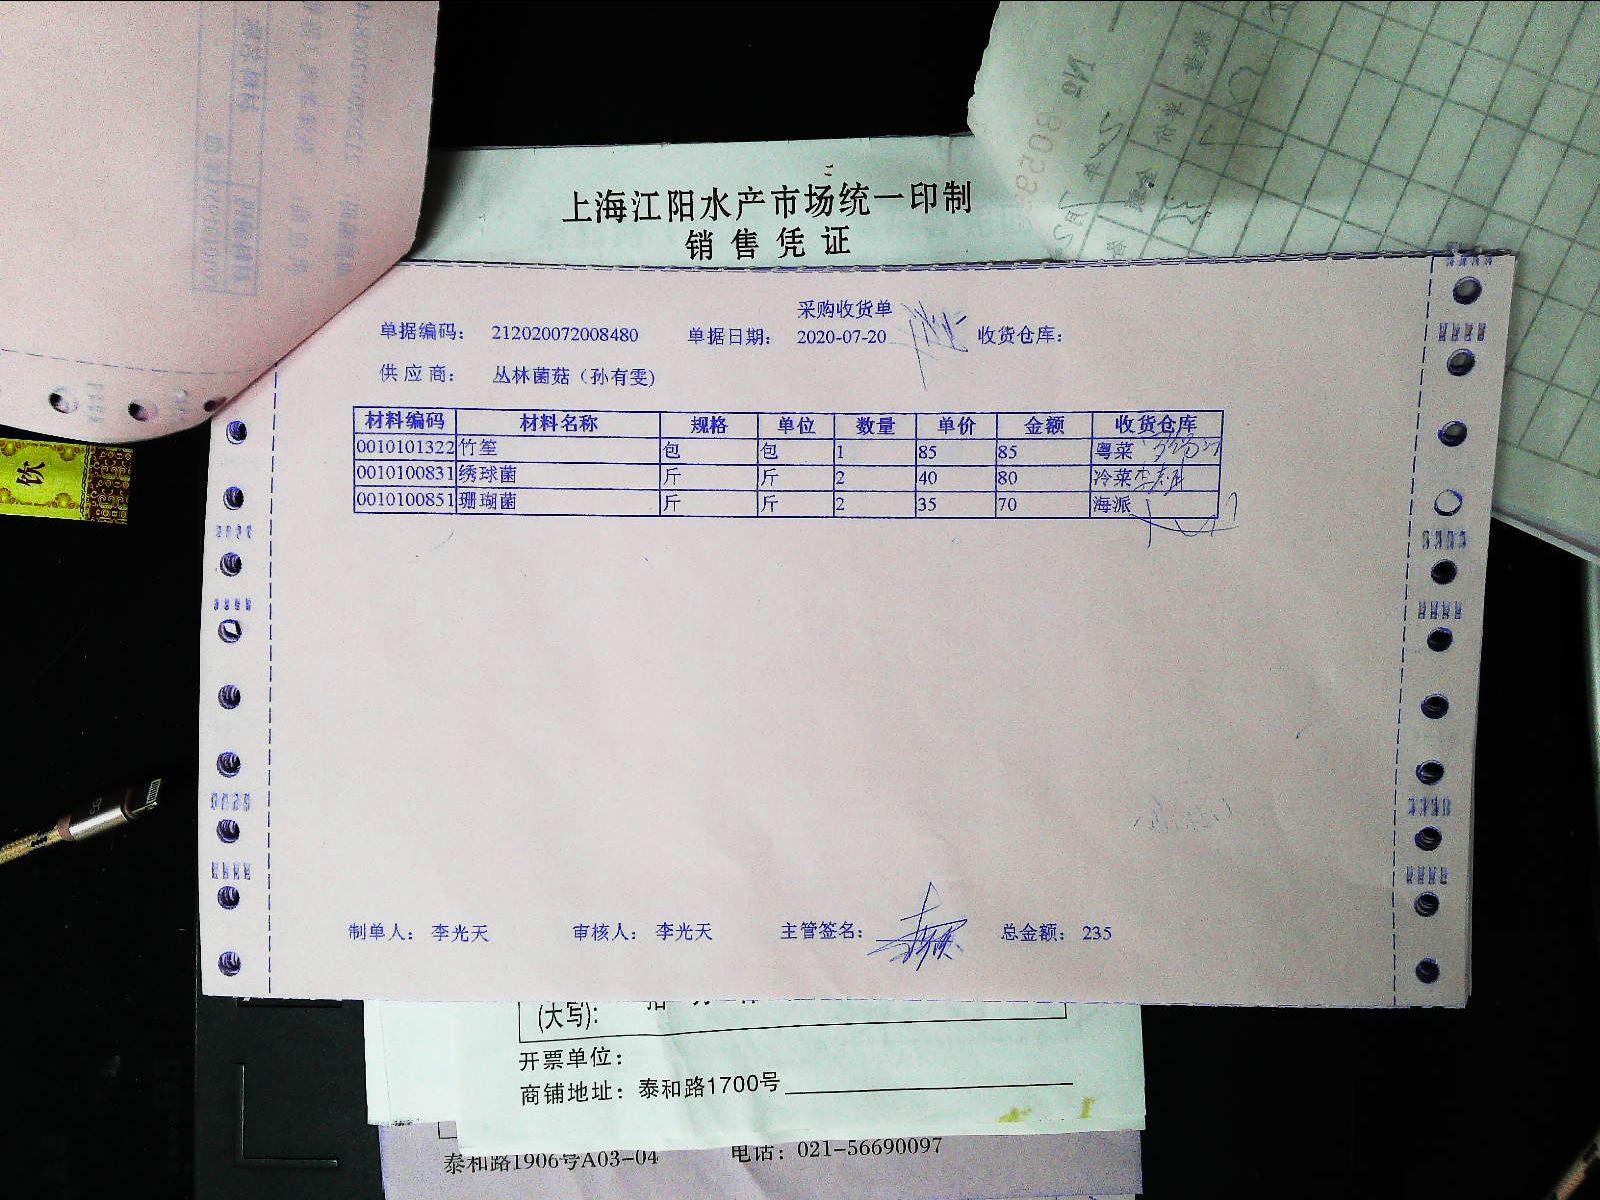 上海江阳水产市场统一印制
销售凭证
采购收货单
单据编码： 212020072008480 单据日期： 2020-07-20 收货仓库：
供应商： 丛林菌菇（孙有雯）
材料编码 材料名称 规格 单位 数量 单价 金额 收货仓库
0010101322 竹笙 包 包 1 85 85 粤菜
0010100831 绣球菌 斤 斤 2 40 80 冷菜
0010100851 珊瑚菌 斤 斤 2 35 70 海派
制单人： 李光天 审核人： 李光天 主管签名： 总金额： 235
(大写)：
开票单位：
商铺地址：泰和路1700号
泰和路1906号A03-04 电话：021-56690097
饮